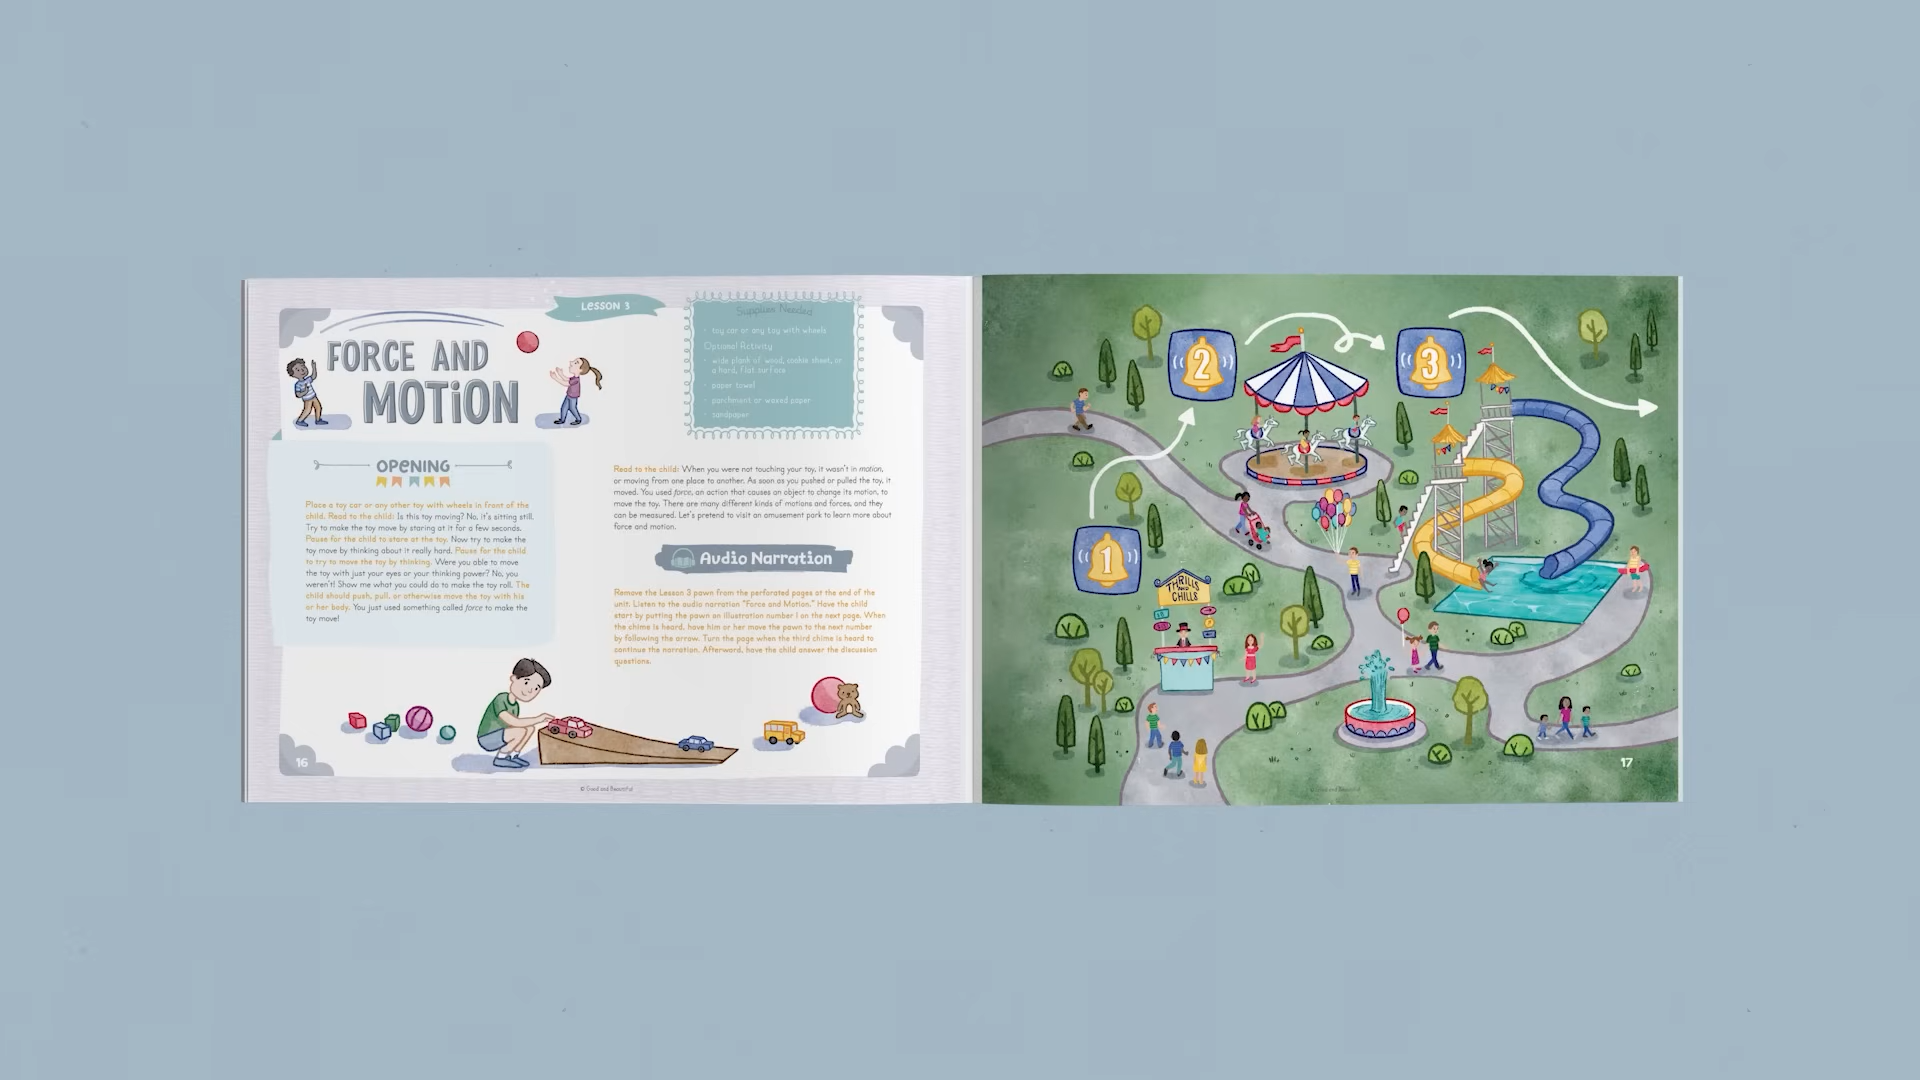 LESSON 3
FORCE AND
MOTION
Supplies Needed
• toy car or any toy with wheels
Optional Activity
• wide plank of wood, cookie sheet, or
a hard, flat surface
• paper towel
• parchment or waxed paper
• sandpaper
OPENING
Place a toy car or any other toy with wheels in front of the
child. Read to the child: Is this toy moving? No, it's sitting still.
Try to make the toy move by staring at it for a few seconds.
Pause for the child to stare at the toy. Now try to make the
toy move by thinking about it really hard. Pause for the child
to try to move the toy by thinking. Were you able to move
the toy with just your eyes or your thinking power? No, you
weren't! Show me what you could do to make the toy roll. The
child should push, pull, or otherwise move the toy with his
or her body. You just used something called force to make the
toy move!
Read to the child: When you were not touching your toy, it wasn't in motion,
or moving from one place to another. As soon as you pushed or pulled the toy, it
moved. You used force, an action that causes an object to change its motion, to
move the toy. There are many different kinds of motions and forces, and they
can be measured. Let's pretend to visit an amusement park to learn more about
force and motion.
Audio Narration
Remove the Lesson 3 pawn from the perforated pages at the end of the
unit. Listen to the audio narration "Force and Motion." Have the child
start by putting the pawn on illustration number 1 on the next page. When
the chime is heard, have him or her move the pawn to the next number
by following the arrow. Turn the page when the third chime is heard to
continue the narration. Afterward, have the child answer the discussion
questions.
16
© Good and Beautiful
2
3
1
THRILLS
AND
CHILLS
17
© Good and Beautiful